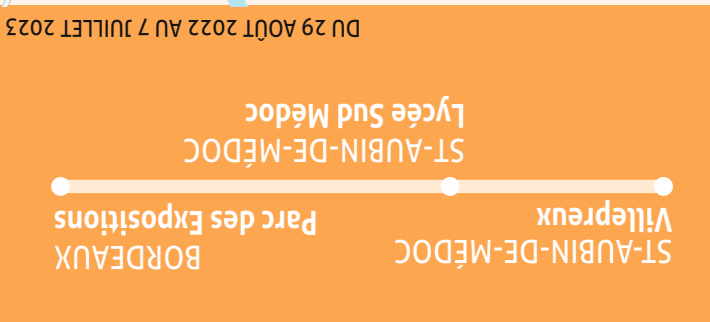 ST-AUBIN-DE-MÉDOC
Villepreux
BORDEAUX
Parc des Expositions
ST-AUBIN-DE-MÉDOC
Lycée Sud Médoc
DU 29 AOÛT 2022 AU 7 JUILLET 2023